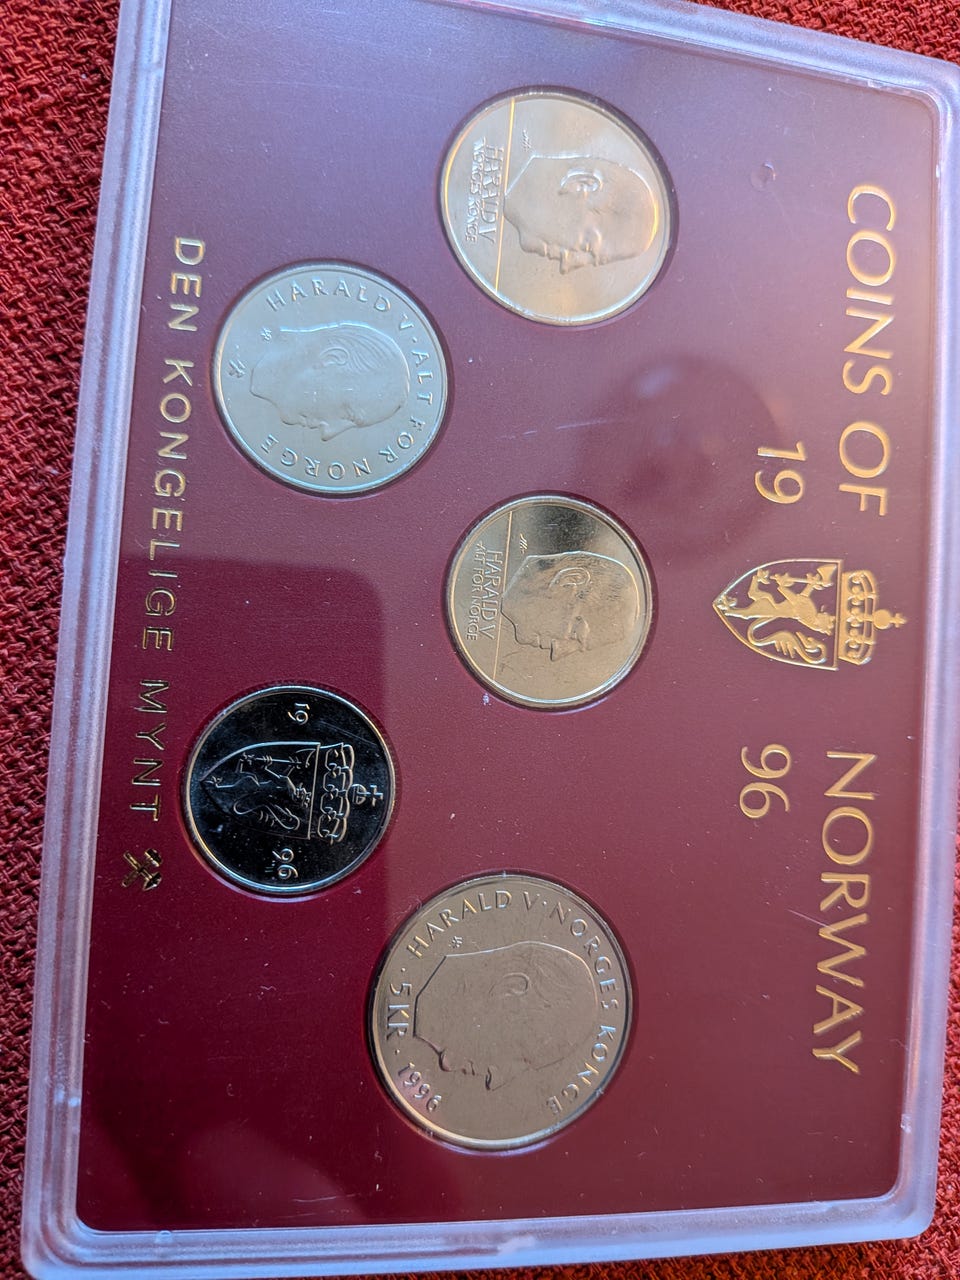 COINS OF NORWAY
19 96
HARALD V
NORGES KONGE
HARALD V
ALT FOR NORGE
HARALD V · NORGES KONGE
· 5 KR · 1996
HARALD V · ALT FOR NORGE
19 96
DEN KONGELIGE MYNT